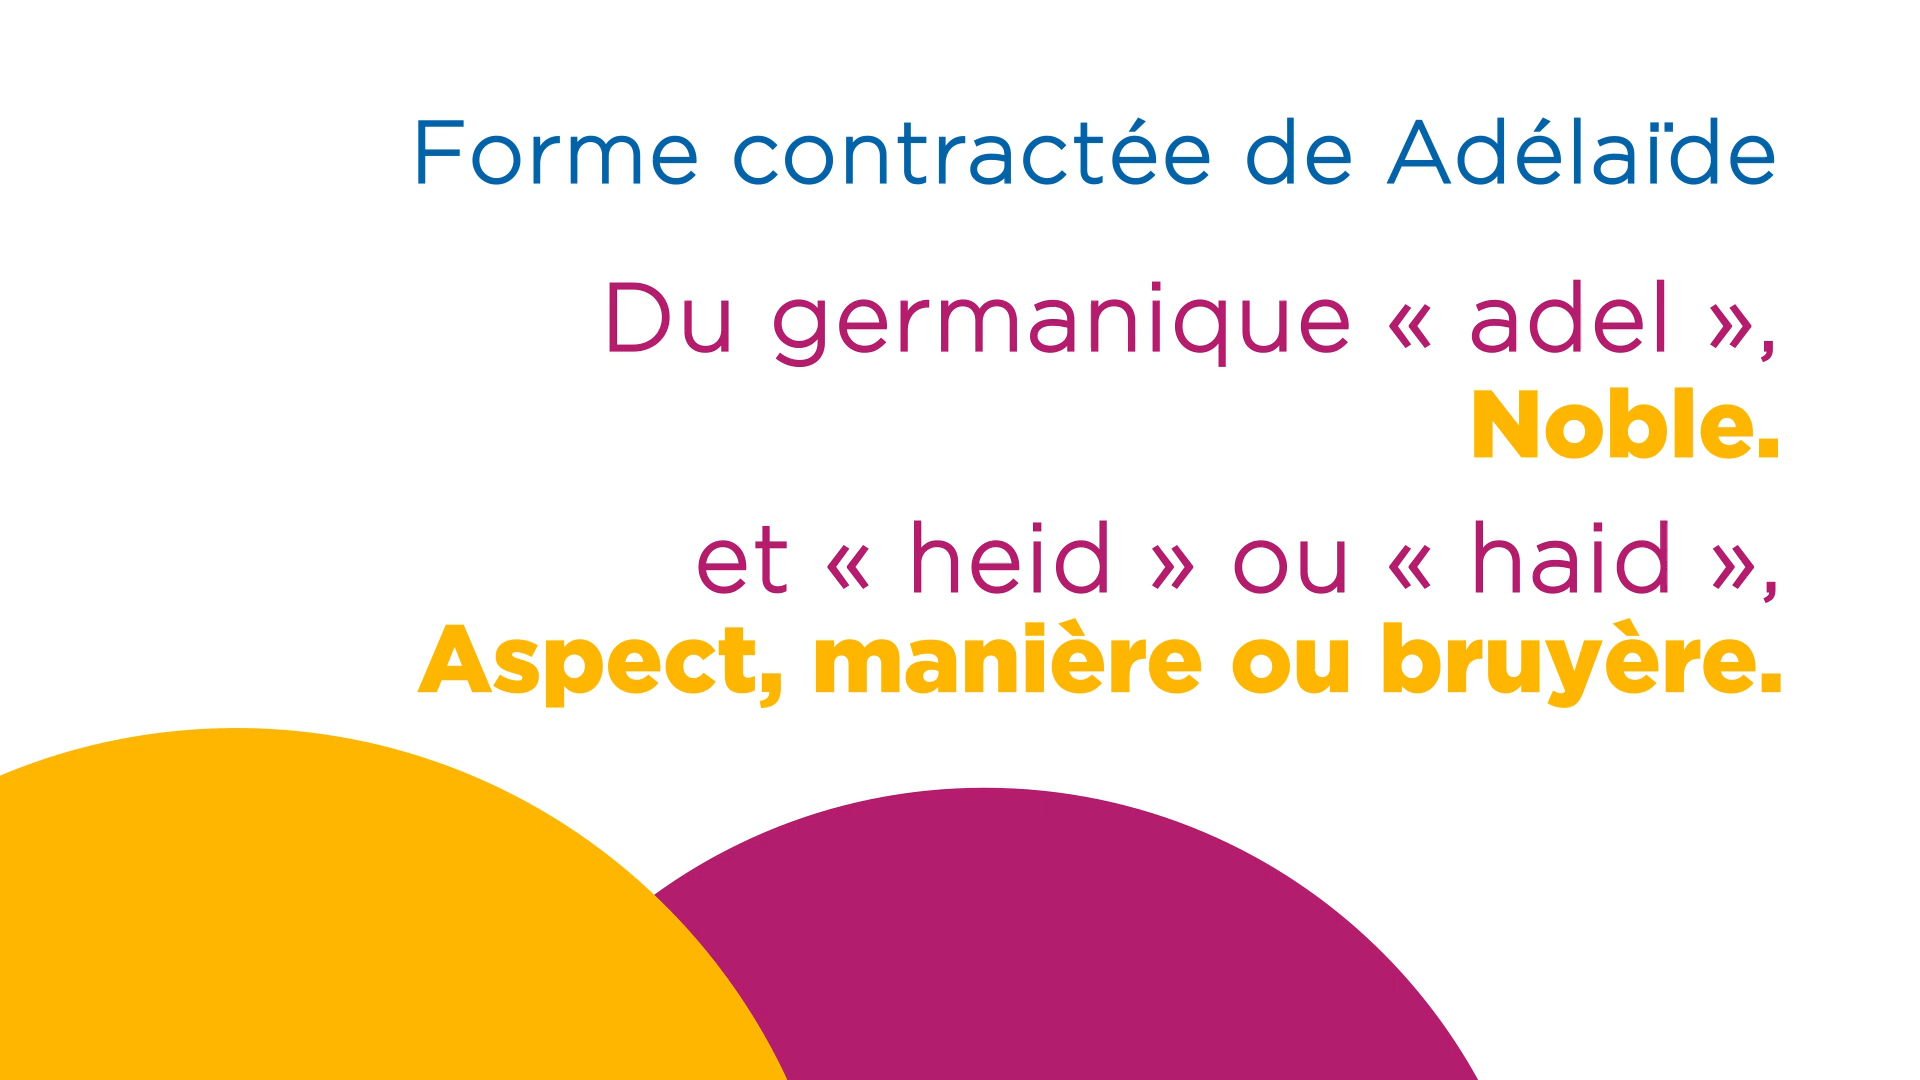 Forme contractée de Adélaïde
Du germanique « adel »,
Noble.
et « heid » ou « haid »,
Aspect, manière ou bruyère.